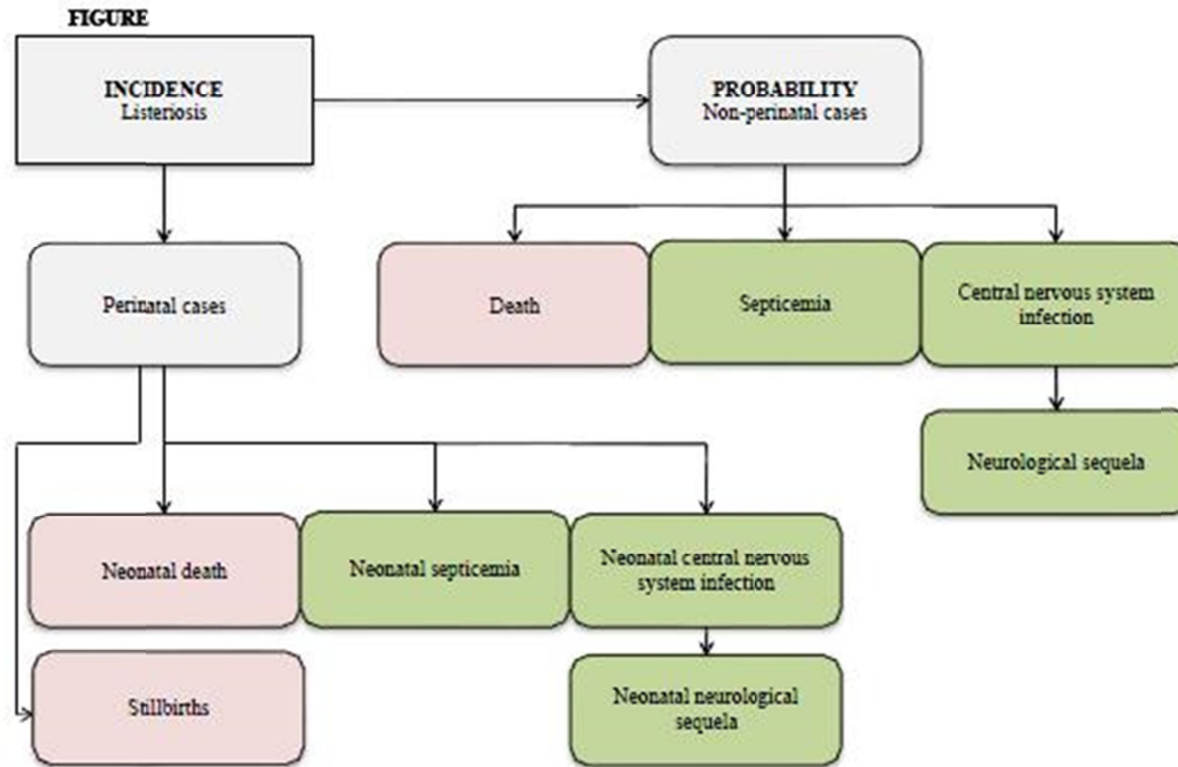 FIGURE
INCIDENCE
Listeriosis
PROBABILITY
Non-perinatal cases
Perinatal cases
Death
Septicemia
Central nervous system
infection
Neurological sequela
Neonatal death
Neonatal septicemia
Neonatal central nervous
system infection
Stillbirths
Neonatal neurological
sequela